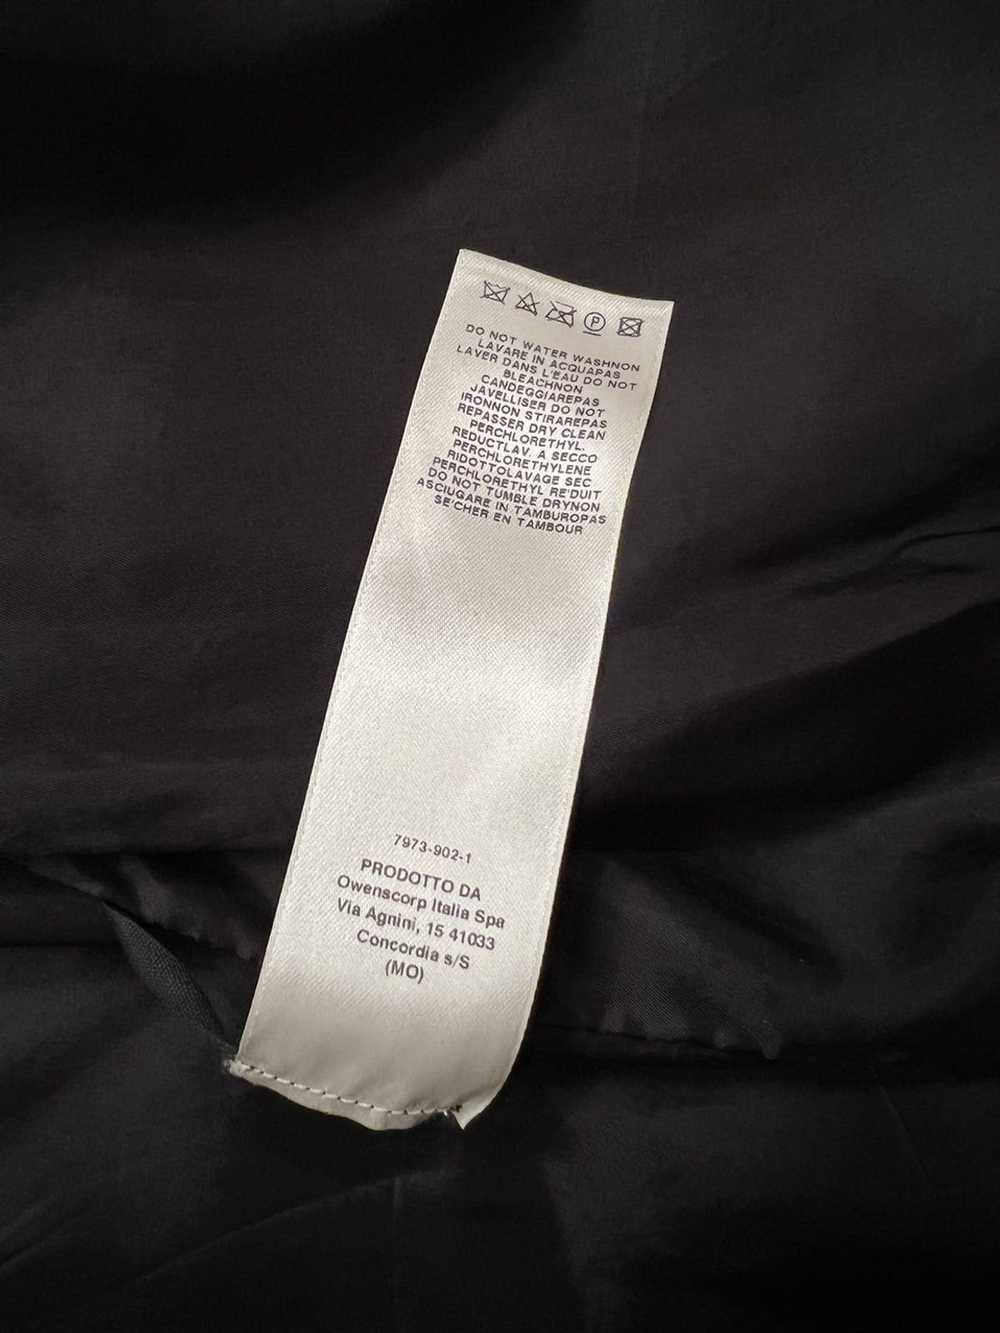 P
DO NOT WATER WASHNON
LAVARE IN ACQUAPAS
LAVER DANS L'EAU DO NOT
BLEACHNON
CANDEGGIAREPAS
JAVELLISER DO NOT
IRONNON STIRAREPAS
REPASSER DRY CLEAN
PERCHLORETHYL.
REDUCTLAV. A SECCO
PERCHLORETHYLENE
RIDOTTOLAVAGE SEC
PERCHLORETHYL RE'DUIT
DO NOT TUMBLE DRYNON
ASCIUGARE IN TAMBUROPAS
SE'CHER EN TAMBOUR
7973-902-1
PRODOTTO DA
Owenscorp Italia Spa
Via Agnini, 15 41033
Concordia s/S
(MO)